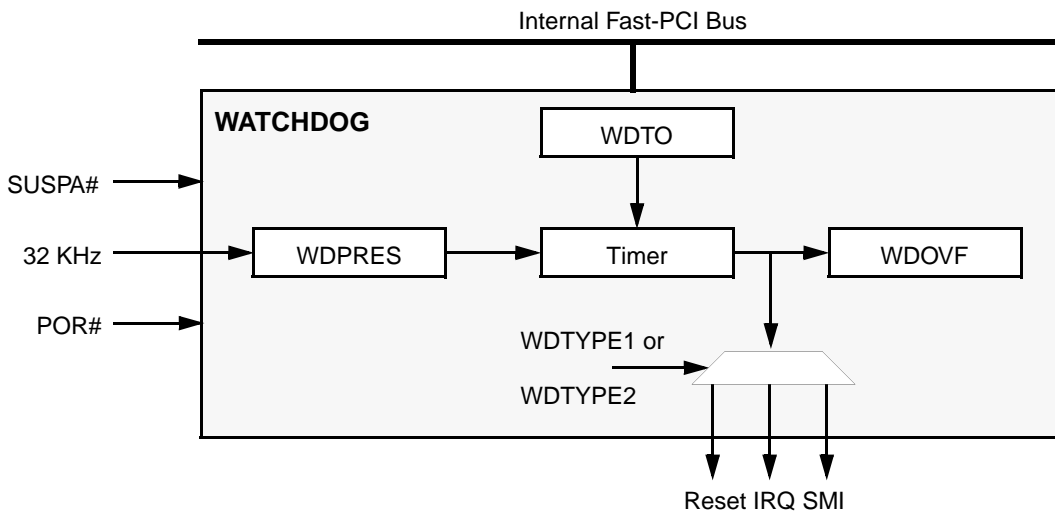 Internal Fast-PCI Bus
WATCHDOG
WDTO
SUSPA#
32 KHz
WDPRES
Timer
WDOVF
POR#
WDTYPE1 or
WDTYPE2
Reset IRQ SMI